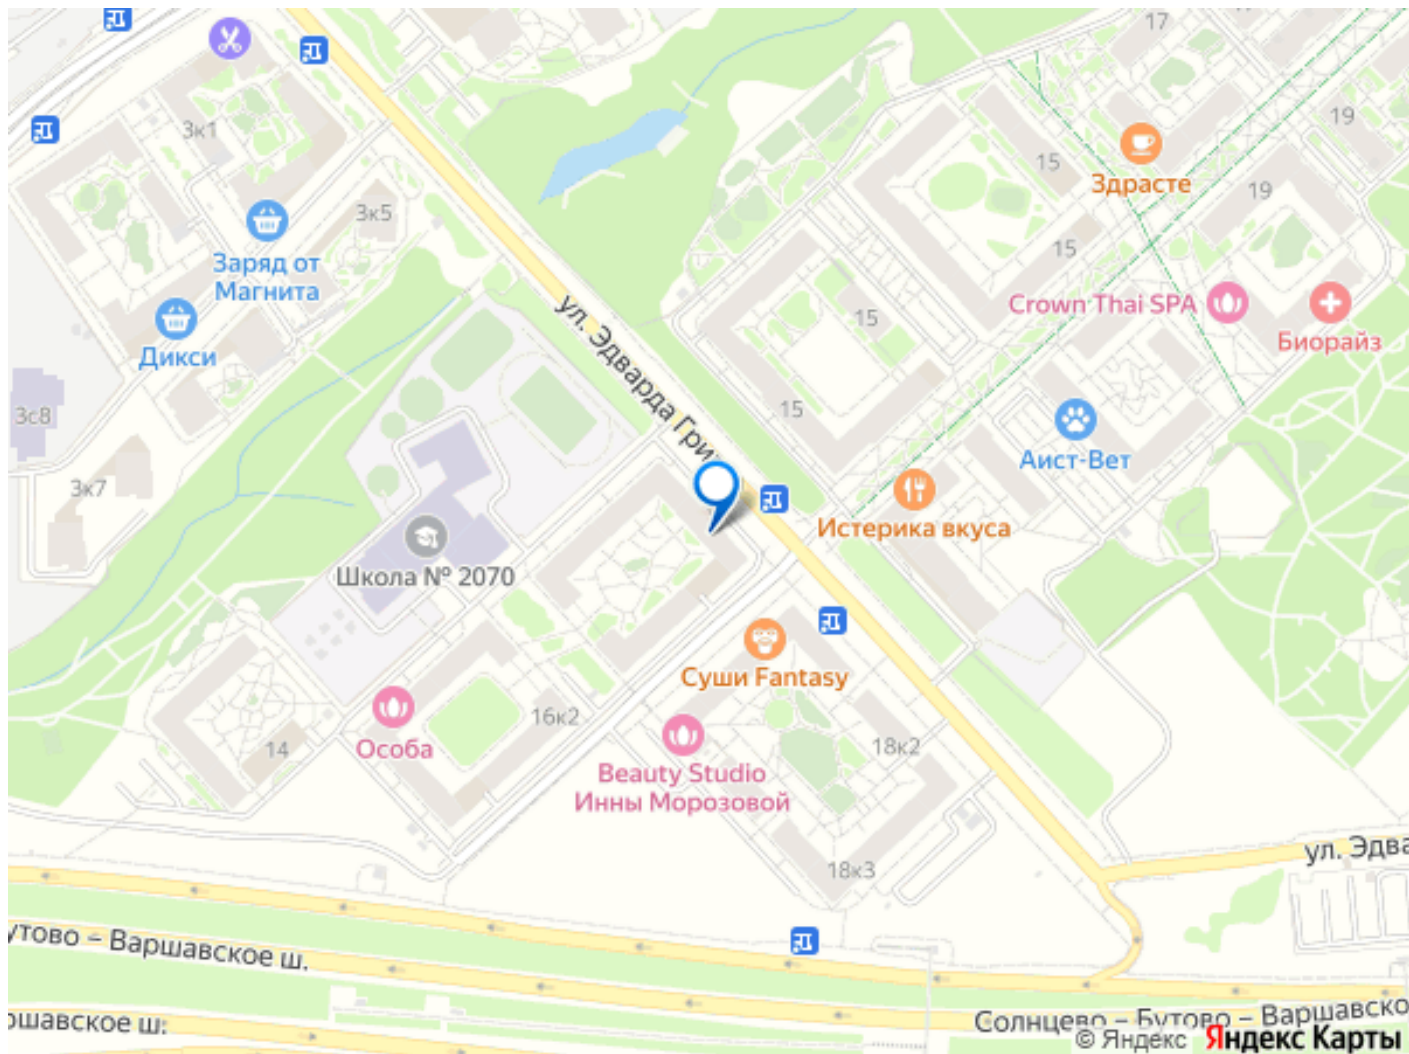 17
3к1
19
Здрасте
15
19
3к5
Заряд от
Магнита
15
Crown Thai SPA
15
Биорайз
Дикси
ул. Эдварда Гри
3с8
15
Аист-Вет
3к7
Истерика вкуса
Школа № 2070
Суши Fantasy
16к2
Особа
14
18к2
Beauty Studio
Инны Морозовой
ул. Эдва
18к3
утово – Варшавское ш.
ршавское ш.
Солнцево – Бутово – Варшавско
© Яндекс Яндекс Карты